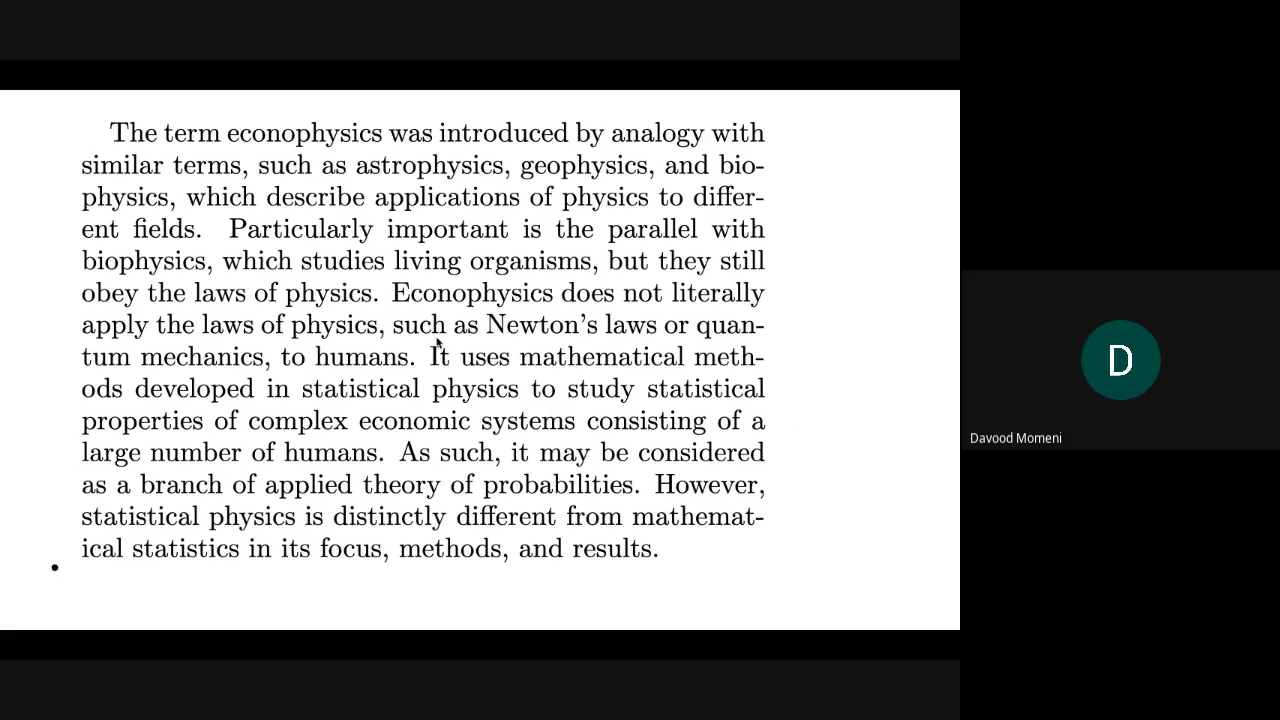 The term econophysics was introduced by analogy with
similar terms, such as astrophysics, geophysics, and bio-
physics, which describe applications of physics to differ-
ent fields. Particularly important is the parallel with
biophysics, which studies living organisms, but they still
obey the laws of physics. Econophysics does not literally
apply the laws of physics, such as Newton's laws or quan-
tum mechanics, to humans. It uses mathematical meth-
ods developed in statistical physics to study statistical
properties of complex economic systems consisting of a
large number of humans. As such, it may be considered
as a branch of applied theory of probabilities. However,
statistical physics is distinctly different from mathemat-
ical statistics in its focus, methods, and results.
•
D
Davood Momeni